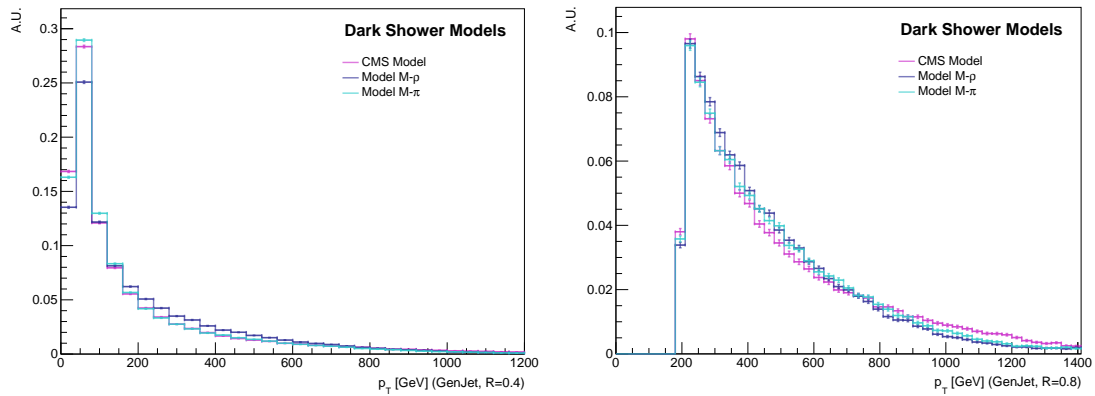 A.U.
Dark Shower Models
CMS Model
Model M-ρ
Model M-π
0.3
0.25
0.2
0.15
0.1
0.05
0
200 400 600 800 1000 1200
p_T [GeV] (GenJet, R=0.4)
A.U.
Dark Shower Models
CMS Model
Model M-ρ
Model M-π
0.1
0.08
0.06
0.04
0.02
0
0 200 400 600 800 1000 1200 1400
p_T [GeV] (GenJet, R=0.8)